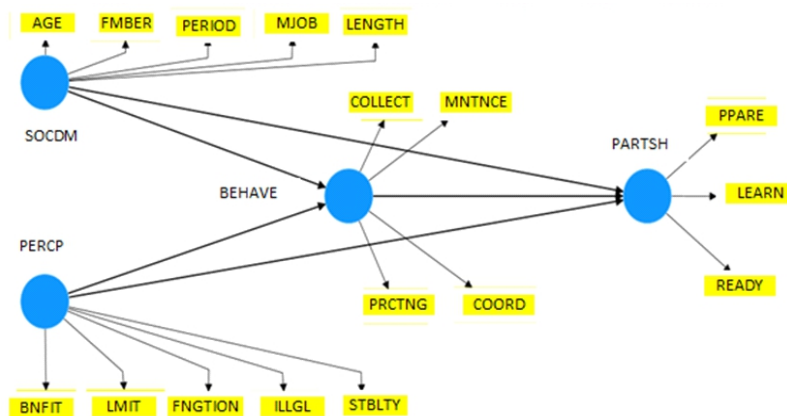 AGE FMBER PERIOD MJOB LENGTH
SOCDM
COLLECT MNTNCE
PPARE
PARTSH
BEHAVE
LEARN
PERCP
READY
PRCTNG COORD
BNFIT LMIT FNGTION ILLGL STBLTY